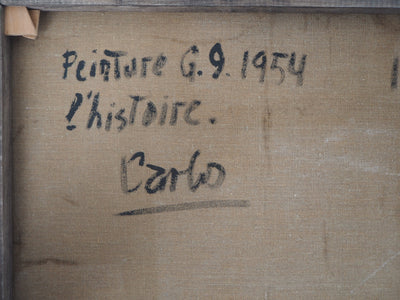 Peinture G.9. 1954
l'histoire.
Carlo